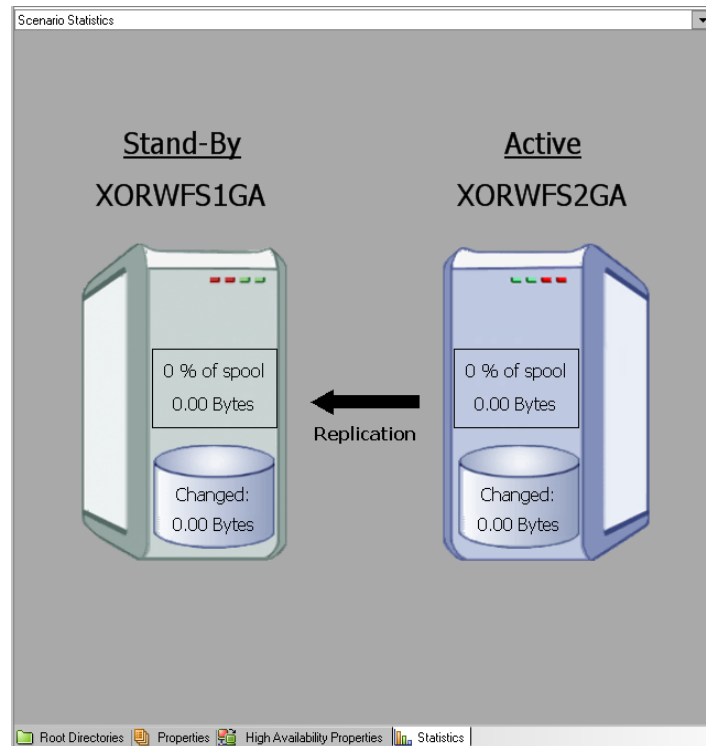 Scenario Statistics
Stand-By
XORWFS1GA
Active
XORWFS2GA
0 % of spool
0.00 Bytes
0 % of spool
0.00 Bytes
Replication
Changed:
0.00 Bytes
Changed:
0.00 Bytes
Root Directories
Properties
High Availability Properties
Statistics